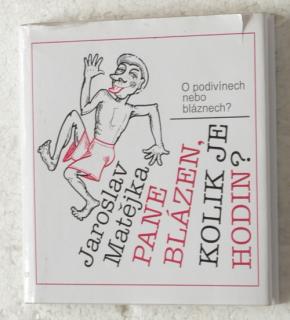 O podivínech
nebo
bláznech?
Jaroslav
Matějka
PANE
BLÁZEN,
KOLIK JE
HODIN?